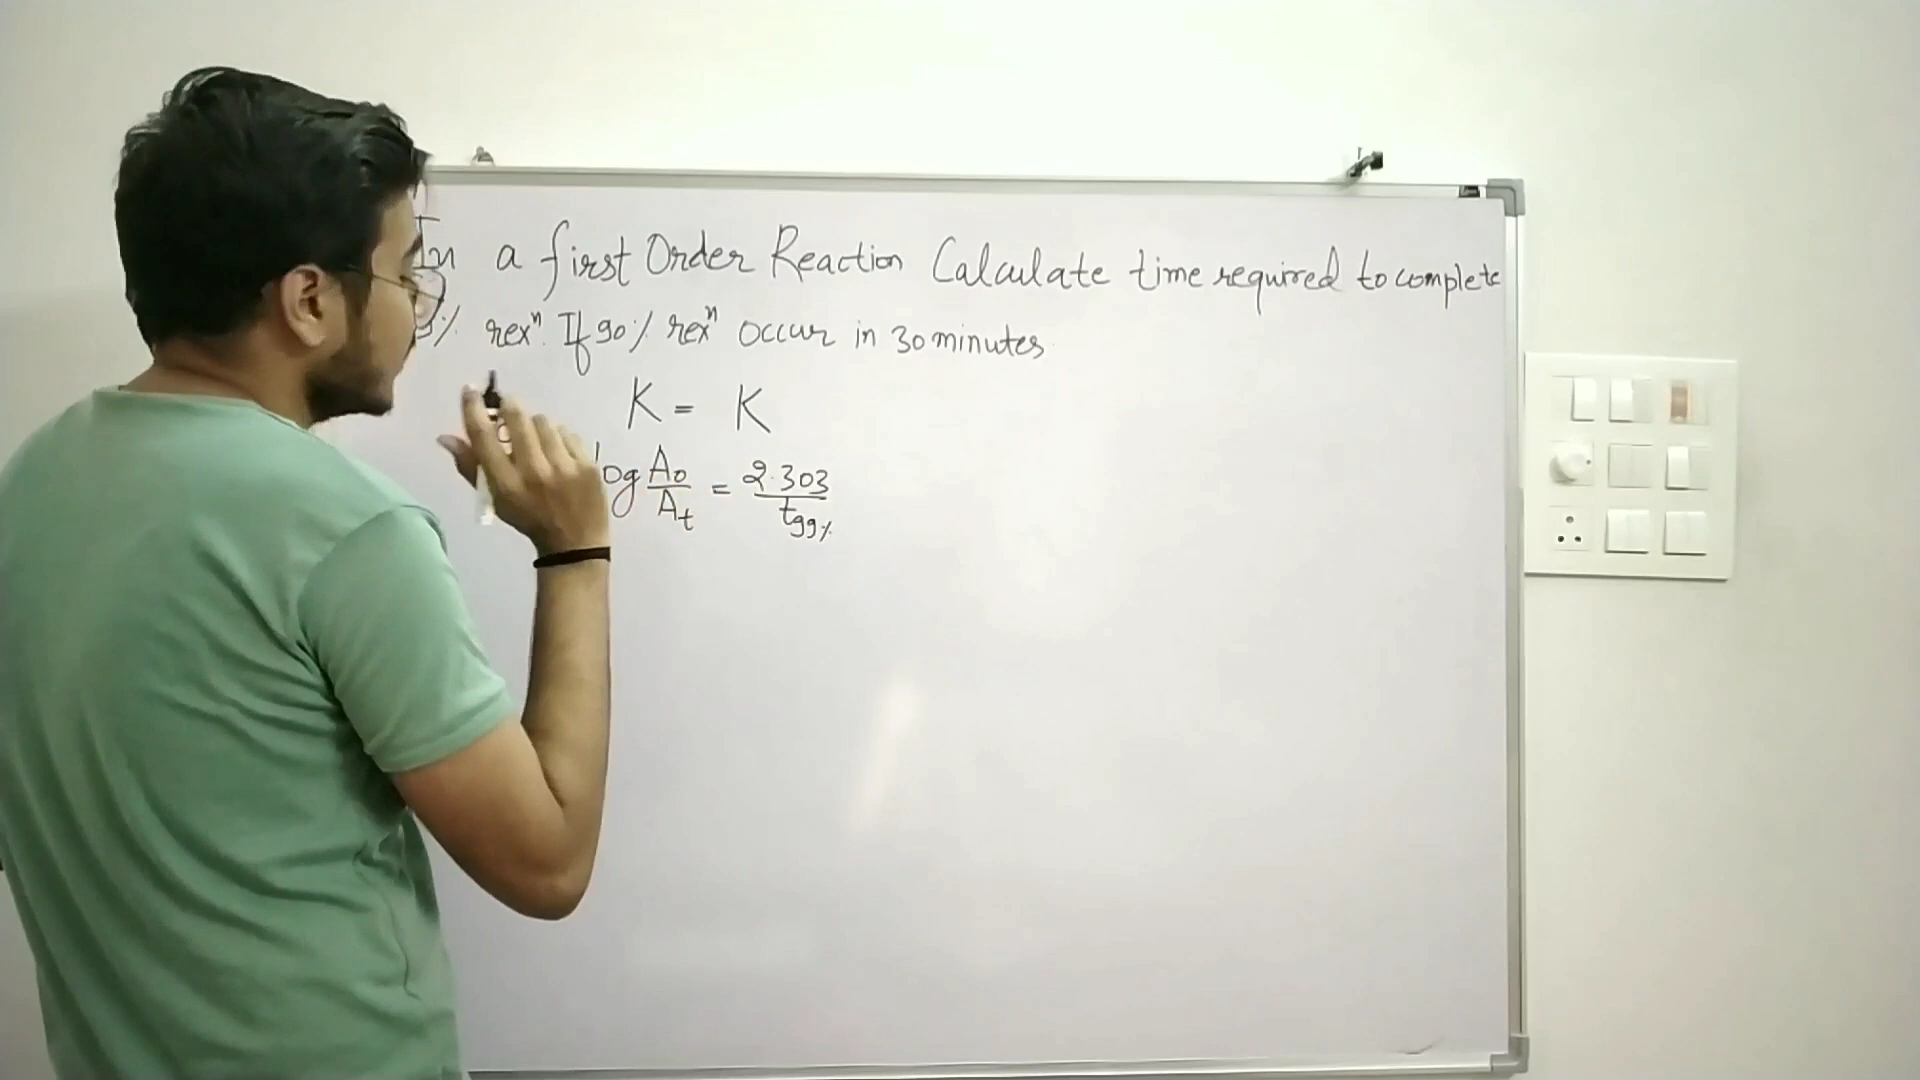 In a first Order Reaction Calculate time required to complete
% rexⁿ. If 90% rexⁿ occur in 30 minutes
K = K
log A₀/Aₜ = 2.303/t₉₉%